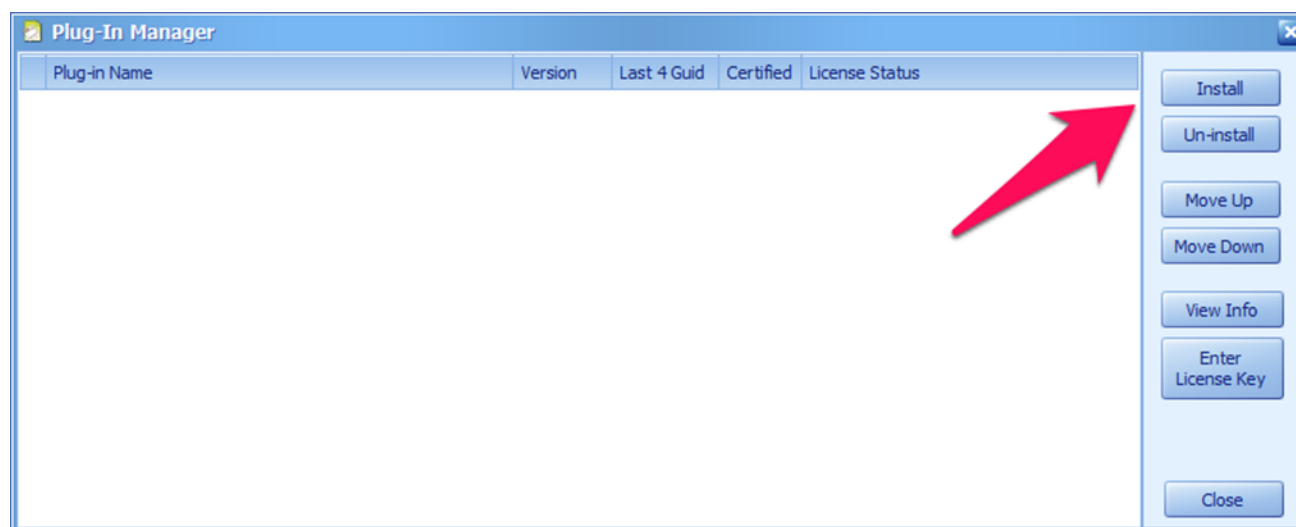 Plug-In Manager
Plug-in Name Version Last 4 Guid Certified License Status
Install
Un-install
Move Up
Move Down
View Info
Enter
License Key
Close